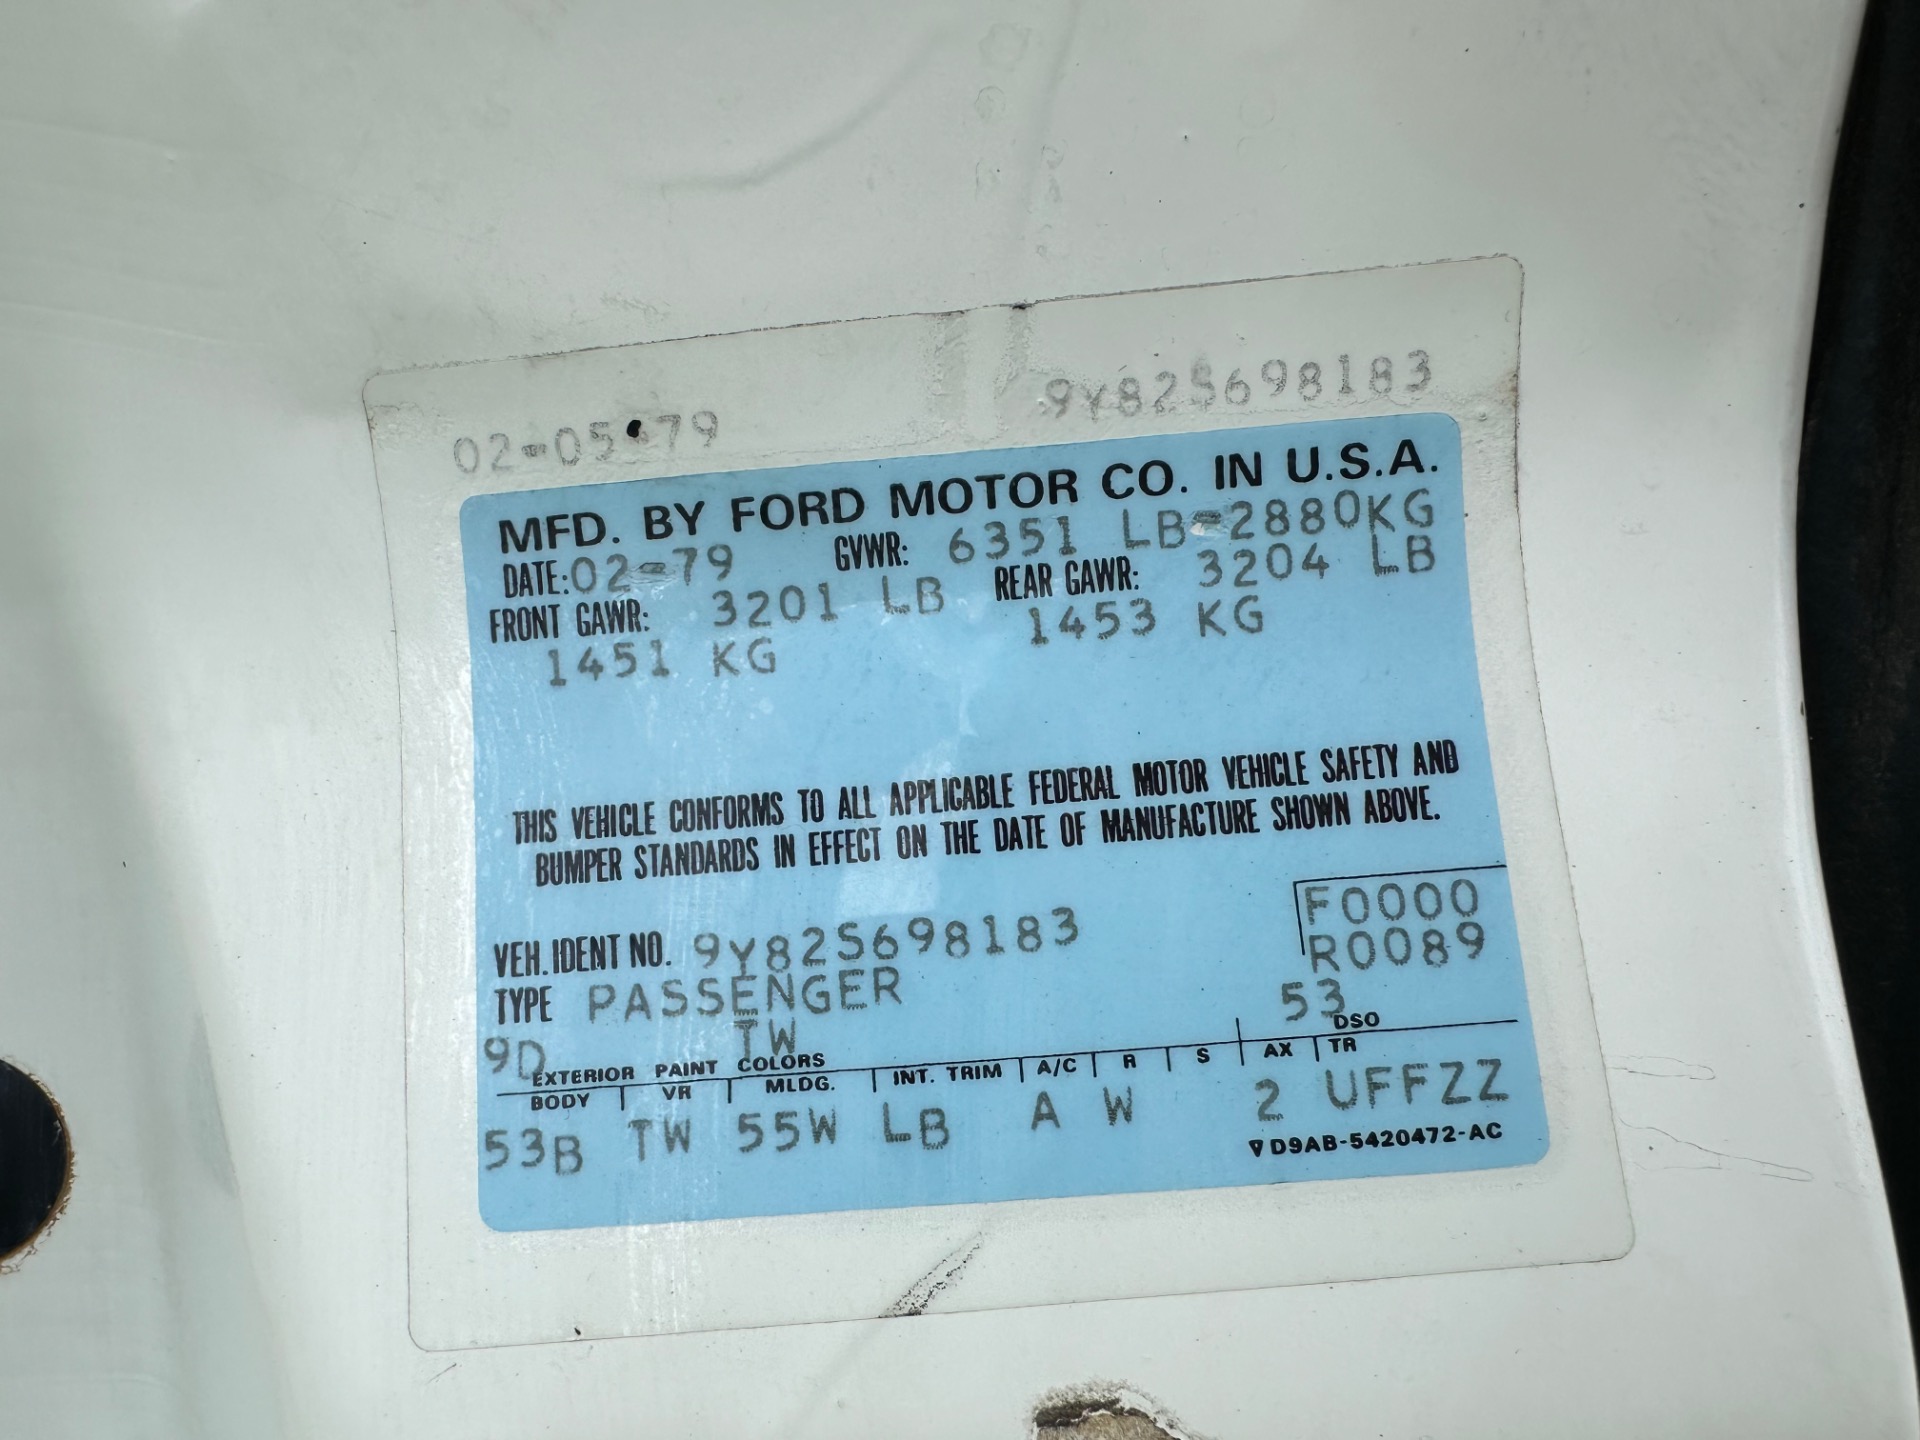 02-05-79 9Y82S698183
MFD. BY FORD MOTOR CO. IN U.S.A.
DATE: 02-79 GVWR: 6351 LB-2880KG
FRONT GAWR: 3201 LB REAR GAWR: 3204 LB
1451 KG 1453 KG
THIS VEHICLE CONFORMS TO ALL APPLICABLE FEDERAL MOTOR VEHICLE SAFETY AND
BUMPER STANDARDS IN EFFECT ON THE DATE OF MANUFACTURE SHOWN ABOVE.
F0000
VEH. IDENT NO. 9Y82S698183 R0089
TYPE PASSENGER 53
9D TW DSO
EXTERIOR PAINT COLORS
BODY VR MLDG. INT. TRIM A/C R S AX TR
53B TW 55W LB A W 2 UFFZZ
∇ D9AB-5420472-AC